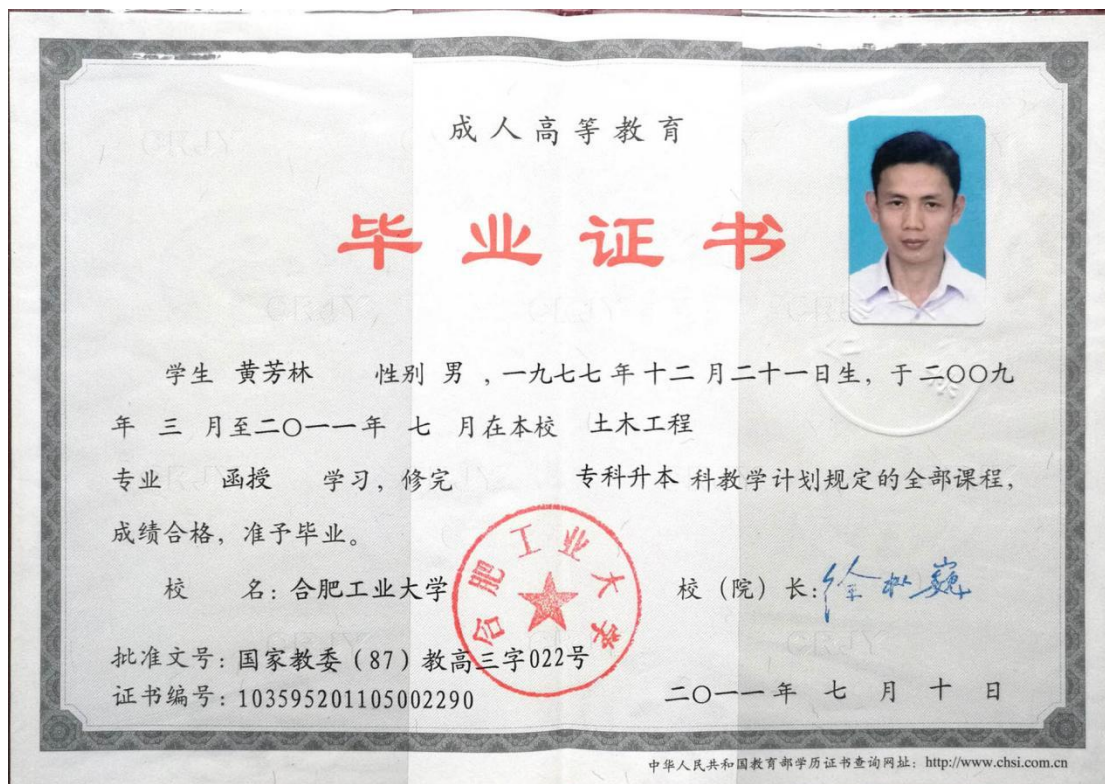 成人高等教育
毕业证书
学生 黄芳林 性别 男 ，一九七七 年 十二 月 二十一日生，于 二〇〇九
年 三 月至二〇一一年 七 月在本校 土木工程
专业 函授 学习，修完 专科升本 科教学计划规定的全部课程，
成绩合格，准予毕业。
校 名：合肥工业大学 校（院）长：徐枞巍
合肥工业大学
批准文号：国家教委（87）教高三字022号
证书编号：103595201105002290 二〇一一年 七 月 十 日
中华人民共和国教育部学历证书查询网址：http://www.chsi.com.cn